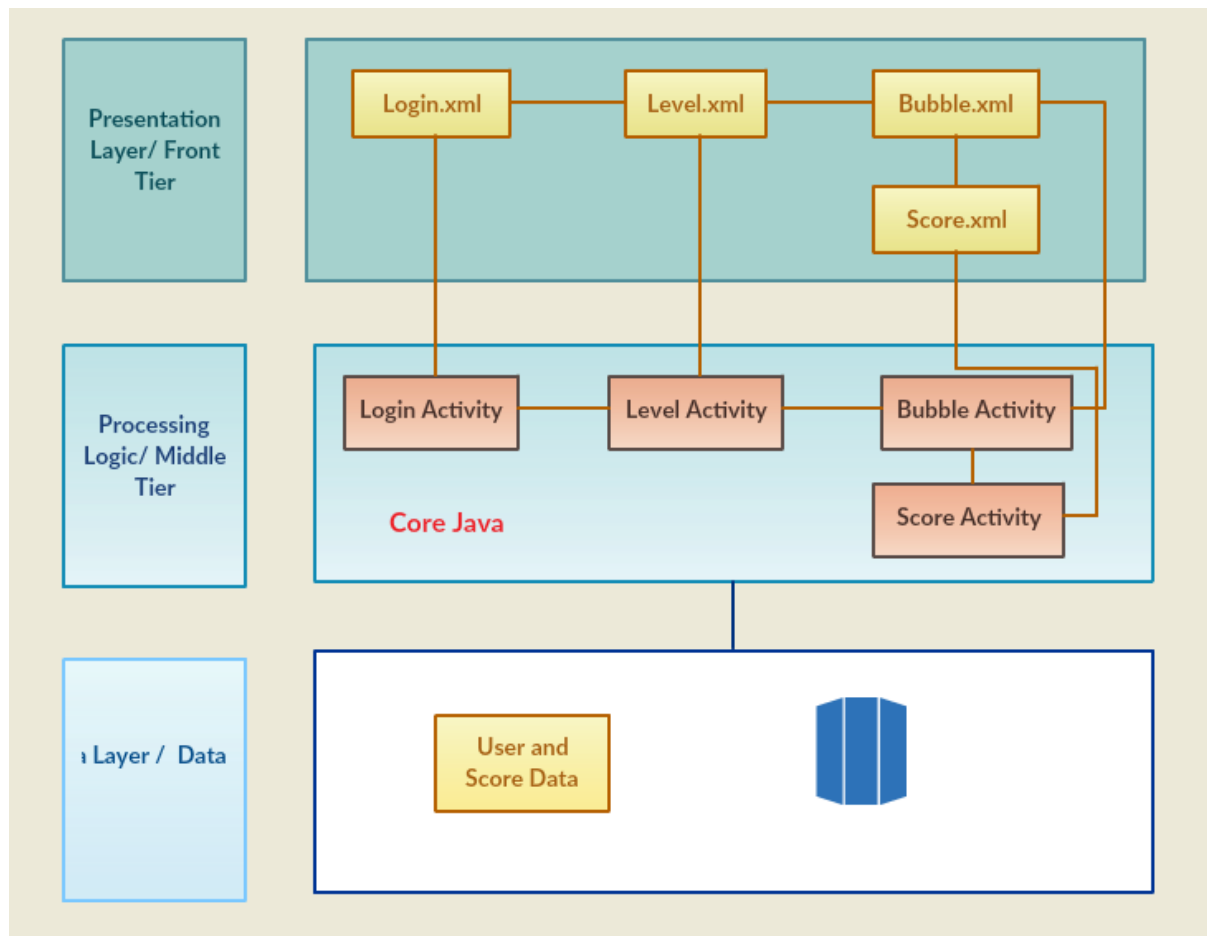 Presentation
Layer/ Front
Tier
Login.xml
Level.xml
Bubble.xml
Score.xml
Processing
Logic/ Middle
Tier
Login Activity
Level Activity
Bubble Activity
Score Activity
Core Java
Layer / Data
User and
Score Data